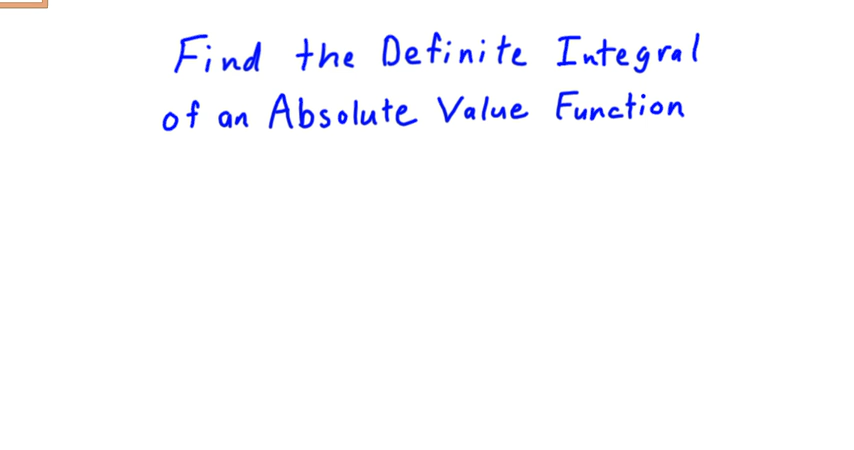 Find the Definite Integral
of an Absolute Value Function